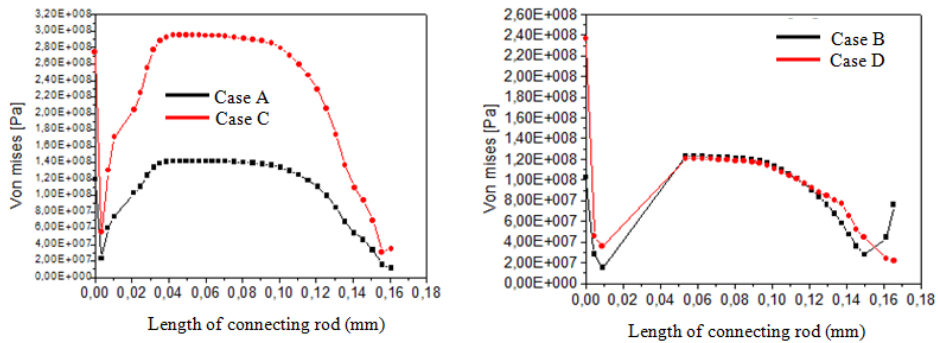 3,20E+008
3,00E+008
2,80E+008
2,60E+008
2,40E+008
2,20E+008
2,00E+008
1,80E+008
1,60E+008
1,40E+008
1,20E+008
1,00E+008
8,00E+007
6,00E+007
4,00E+007
2,00E+007
0,00E+000
Von mises [Pa]
Case A
Case C
0,00 0,02 0,04 0,06 0,08 0,10 0,12 0,14 0,16 0,18
Length of connecting rod (mm)
2,60E+008
2,40E+008
2,20E+008
2,00E+008
1,80E+008
1,60E+008
1,40E+008
1,20E+008
1,00E+008
8,00E+007
6,00E+007
4,00E+007
2,00E+007
0,00E+000
Von mises [Pa]
Case B
Case D
0,00 0,02 0,04 0,06 0,08 0,10 0,12 0,14 0,16 0,18
Length of connecting rod (mm)